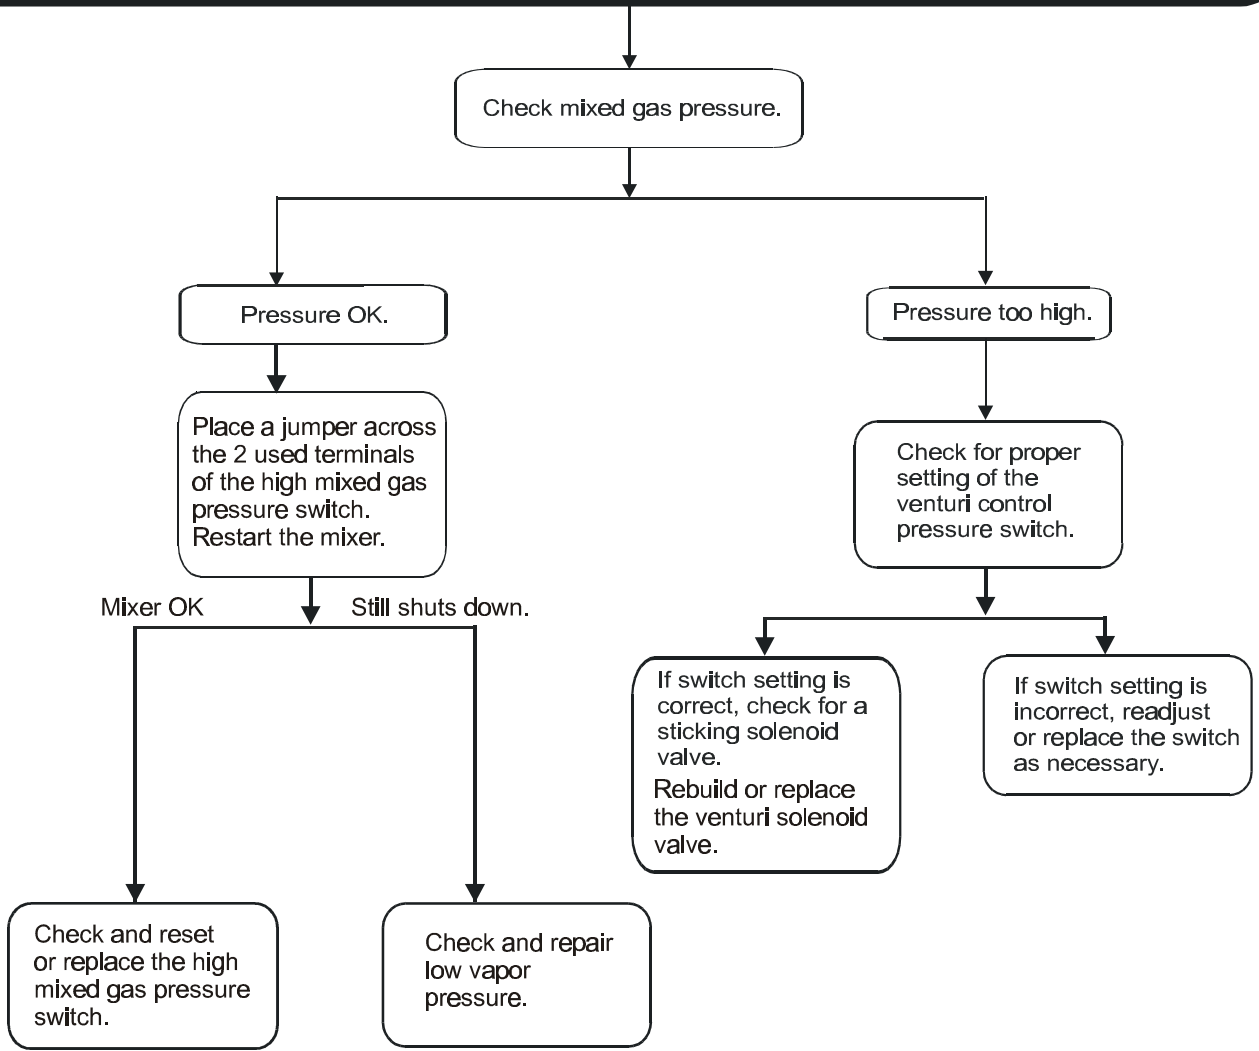 Check mixed gas pressure.
Pressure OK.
Pressure too high.
Place a jumper across
the 2 used terminals
of the high mixed gas
pressure switch.
Restart the mixer.
Check for proper
setting of the
venturi control
pressure switch.
Mixer OK
Still shuts down.
If switch setting is
correct, check for a
sticking solenoid
valve.
Rebuild or replace
the venturi solenoid
valve.
If switch setting is
incorrect, readjust
or replace the switch
as necessary.
Check and reset
or replace the high
mixed gas pressure
switch.
Check and repair
low vapor
pressure.